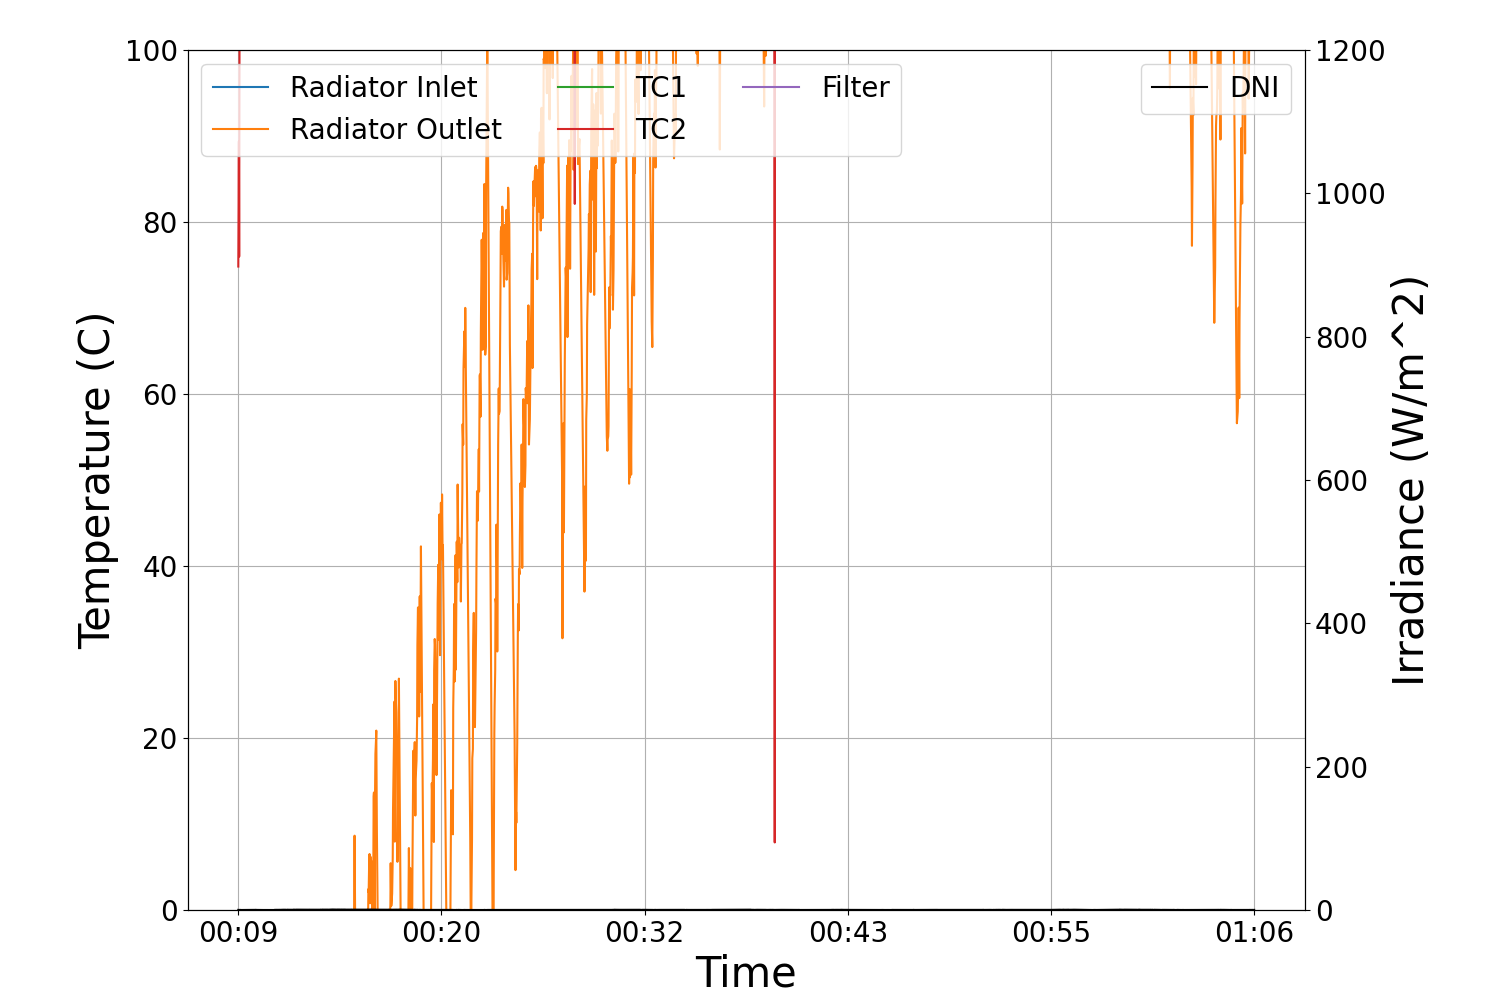 100
80
60
40
20
0
Temperature (C)
Radiator Inlet
Radiator Outlet
TC1
TC2
Filter
DNI
1200
1000
800
600
400
200
0
Irradiance (W/m^2)
00:09 00:20 00:32 00:43 00:55 01:06
Time